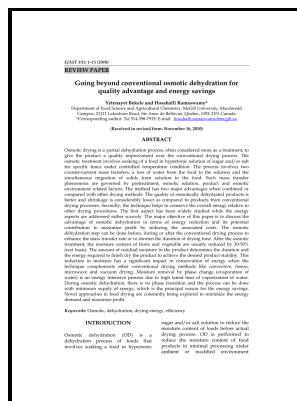 EJAST 1(1): 1-15 (2010)
REVIEW PAPER
Going beyond conventional osmotic dehydration for
quality advantage and energy savings
Yetenayet Bekele and Hosahalli Ramaswamy*
Department of Food Science and Agricultural Chemistry, McGill University, Macdonald
Campus, 21111 Lakeshore Road, Ste Anne de Bellevue, Quebec, H9X 3V9, Canada
*Corresponding author: Tel 514-398-7919; E-mail hosahalli.ramaswamy@mcgill.ca
(Received in revised form: November 16, 2010)
ABSTRACT
Osmotic drying is a partial dehydration process, often considered more as a treatment, to
give the product a quality improvement over the conventional drying process. The
osmotic treatment involves soaking of a food in hypertonic solution of sugar and/or salt
for specific times under controlled temperature condition. The process involves two
counter-current mass transfers, a loss of water from the food to the solution and the
simultaneous migration of solids from solution to the food. Such mass transfer
phenomena are governed by pretreatment, osmotic solution, product and osmotic
environment related factors. The method has two major advantages when combined or
compared with other drying methods. The quality of osmotically dehydrated products is
better and shrinkage is considerably lower as compared to products from conventional
drying processes. Secondly, the technique helps to conserve the overall energy relative to
other drying procedures. The first aspect has been widely studied while the energy
aspects are addressed rather scarcely. The major objective of this paper is to discuss the
advantage of osmotic dehydration in terms of energy reduction and its potential
contribution to maximize profit by reducing the associated costs. The osmotic
dehydration step can be done before, during or after the conventional drying process to
enhance the mass transfer rate or to shorten the duration of drying time. After the osmotic
treatment, the moisture content of fruits and vegetable are usually reduced by 30-50%
(wet basis). The amount of residual moisture in the product determines the duration and
the energy required to finish dry the product to achieve the desired product stability. This
reduction in moisture has a significant impact in conservation of energy when the
technique complements other conventional drying methods like convective, freeze,
microwave and vacuum drying. Moisture removal by phase change (evaporation of
water) is an energy intensive process due to high latent heat of vaporization of water.
During osmotic dehydration, there is no phase transition and the process can be done
with minimum supply of energy, which is the principal reason for the energy savings.
Novel approaches in food drying are constantly being explored to minimize the energy
demand and maximize profit.
Keywords: Osmotic, dehydration, drying energy, efficiency
INTRODUCTION
Osmotic dehydration (OD) is a
dehydration process of foods that
involves soaking a food in hypertonic
sugar and/or salt solution to reduce the
moisture content of foods before actual
drying process. OD is performed to
reduce the moisture content of food
products in minimal processing under
ambient or modified environment